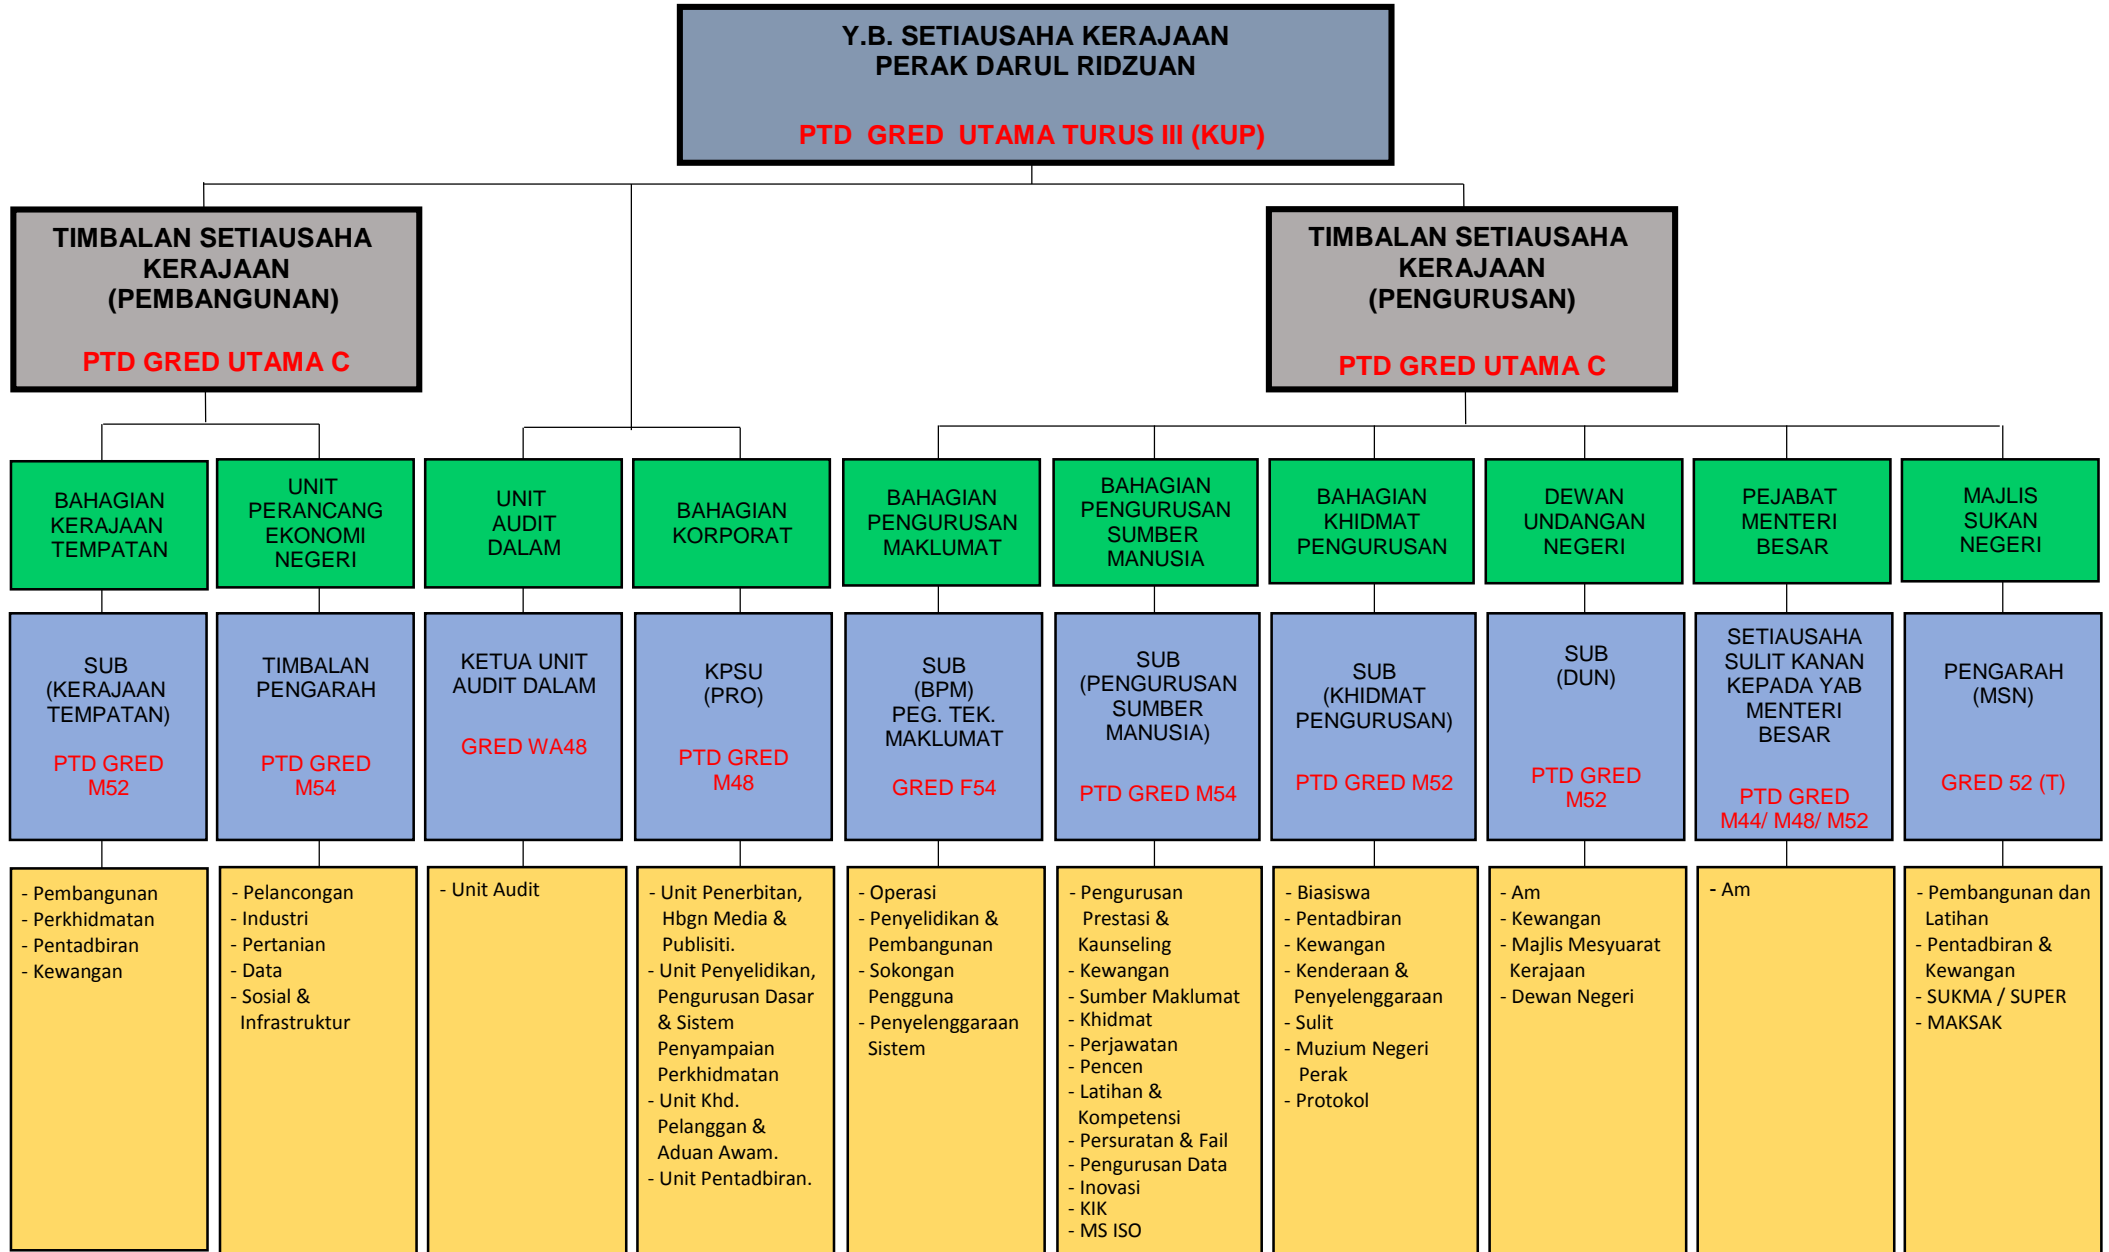 Y.B. SETIAUSAHA KERAJAAN
PERAK DARUL RIDZUAN
PTD GRED UTAMA TURUS III (KUP)
TIMBALAN SETIAUSAHA
KERAJAAN
(PEMBANGUNAN)
PTD GRED UTAMA C
TIMBALAN SETIAUSAHA
KERAJAAN
(PENGURUSAN)
PTD GRED UTAMA C
BAHAGIAN
KERAJAAN
TEMPATAN
UNIT
PERANCANG
EKONOMI
NEGERI
UNIT
AUDIT
DALAM
BAHAGIAN
KORPORAT
BAHAGIAN
PENGURUSAN
MAKLUMAT
BAHAGIAN
PENGURUSAN
SUMBER
MANUSIA
BAHAGIAN
KHIDMAT
PENGURUSAN
DEWAN
UNDANGAN
NEGERI
PEJABAT
MENTERI
BESAR
MAJLIS
SUKAN
NEGERI
SUB
(KERAJAAN
TEMPATAN)
PTD GRED
M52
TIMBALAN
PENGARAH
PTD GRED
M54
KETUA UNIT
AUDIT DALAM
GRED WA48
KPSU
(PRO)
PTD GRED
M48
SUB
(BPM)
PEG. TEK.
MAKLUMAT
GRED F54
SUB
(PENGURUSAN
SUMBER
MANUSIA)
PTD GRED M54
SUB
(KHIDMAT
PENGURUSAN)
PTD GRED M52
SUB
(DUN)
PTD GRED
M52
SETIAUSAHA
SULIT KANAN
KEPADA YAB
MENTERI
BESAR
PTD GRED
M44/ M48/ M52
PENGARAH
(MSN)
GRED 52 (T)
- Pembangunan
- Perkhidmatan
- Pentadbiran
- Kewangan
- Pelancongan
- Industri
- Pertanian
- Data
- Sosial &
Infrastruktur
- Unit Audit
- Unit Penerbitan,
Hbgn Media &
Publisiti.
- Unit Penyelidikan,
Pengurusan Dasar
& Sistem
Penyampaian
Perkhidmatan
- Unit Khd.
Pelanggan &
Aduan Awam.
- Unit Pentadbiran.
- Operasi
- Penyelidikan &
Pembangunan
- Sokongan
Pengguna
- Penyelenggaraan
Sistem
- Pengurusan
Prestasi &
Kaunseling
- Kewangan
- Sumber Maklumat
- Khidmat
- Perjawatan
- Pencen
- Latihan &
Kompetensi
- Persuratan & Fail
- Pengurusan Data
- Inovasi
- KIK
- MS ISO
- Biasiswa
- Pentadbiran
- Kewangan
- Kenderaan &
Penyelenggaraan
- Sulit
- Muzium Negeri
Perak
- Protokol
- Am
- Kewangan
- Majlis Mesyuarat
Kerajaan
- Dewan Negeri
- Am
- Pembangunan dan
Latihan
- Pentadbiran &
Kewangan
- SUKMA / SUPER
- MAKSAK